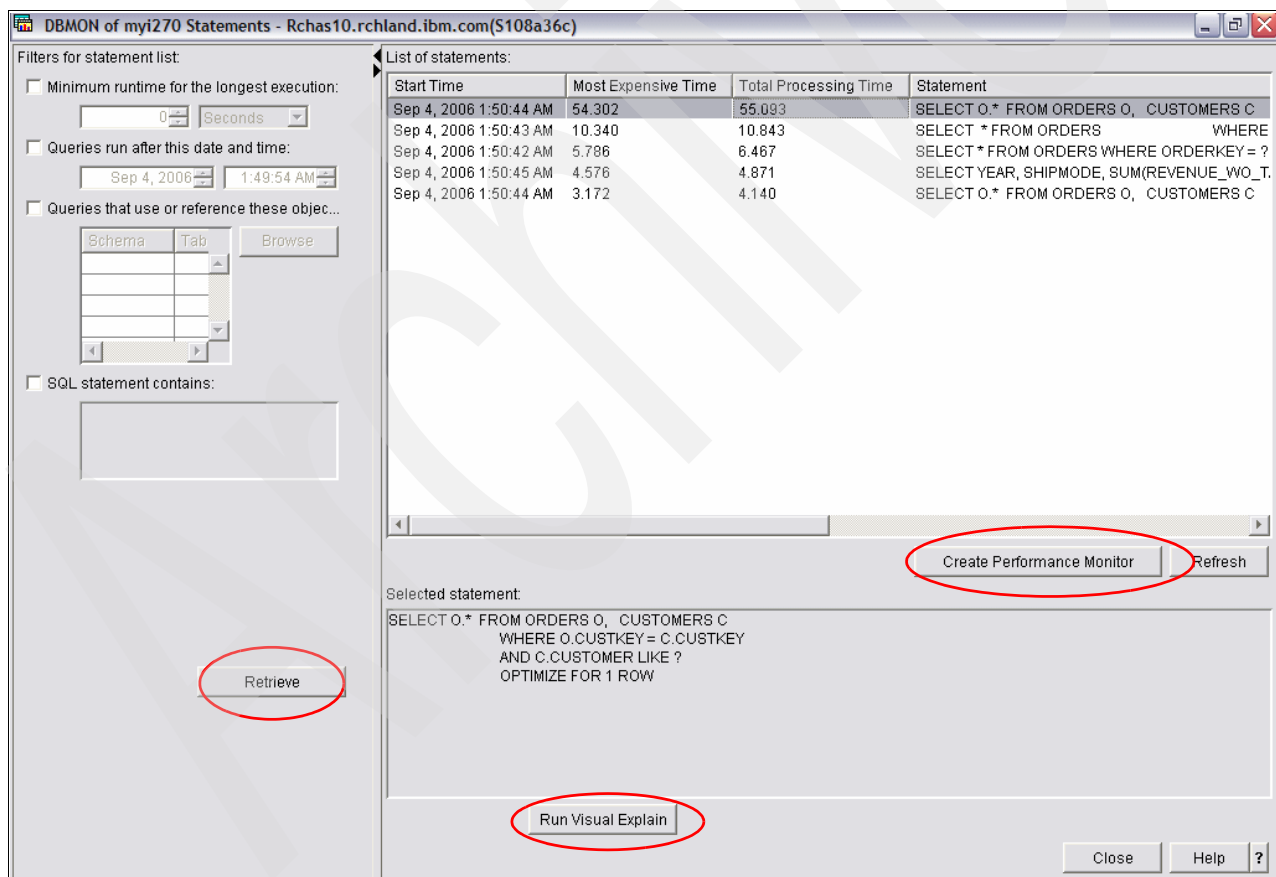 DBMON of myi270 Statements - Rchas10.rchland.ibm.com(S108a36c)
Filters for statement list:
Minimum runtime for the longest execution:
0 Seconds
Queries run after this date and time:
Sep 4, 2006 1:49:54 AM
Queries that use or reference these objec...
Schema Tab Browse
SQL statement contains:
Retrieve
List of statements:
Start Time Most Expensive Time Total Processing Time Statement
Sep 4, 2006 1:50:44 AM 54.302 55.093 SELECT O.* FROM ORDERS O, CUSTOMERS C
Sep 4, 2006 1:50:43 AM 10.340 10.843 SELECT * FROM ORDERS WHERE
Sep 4, 2006 1:50:42 AM 5.786 6.467 SELECT * FROM ORDERS WHERE ORDERKEY = ?
Sep 4, 2006 1:50:45 AM 4.576 4.871 SELECT YEAR, SHIPMODE, SUM(REVENUE_WO_T.
Sep 4, 2006 1:50:44 AM 3.172 4.140 SELECT O.* FROM ORDERS O, CUSTOMERS C
Create Performance Monitor Refresh
Selected statement:
SELECT O.* FROM ORDERS O, CUSTOMERS C
WHERE O.CUSTKEY = C.CUSTKEY
AND C.CUSTOMER LIKE ?
OPTIMIZE FOR 1 ROW
Run Visual Explain
Close Help ?